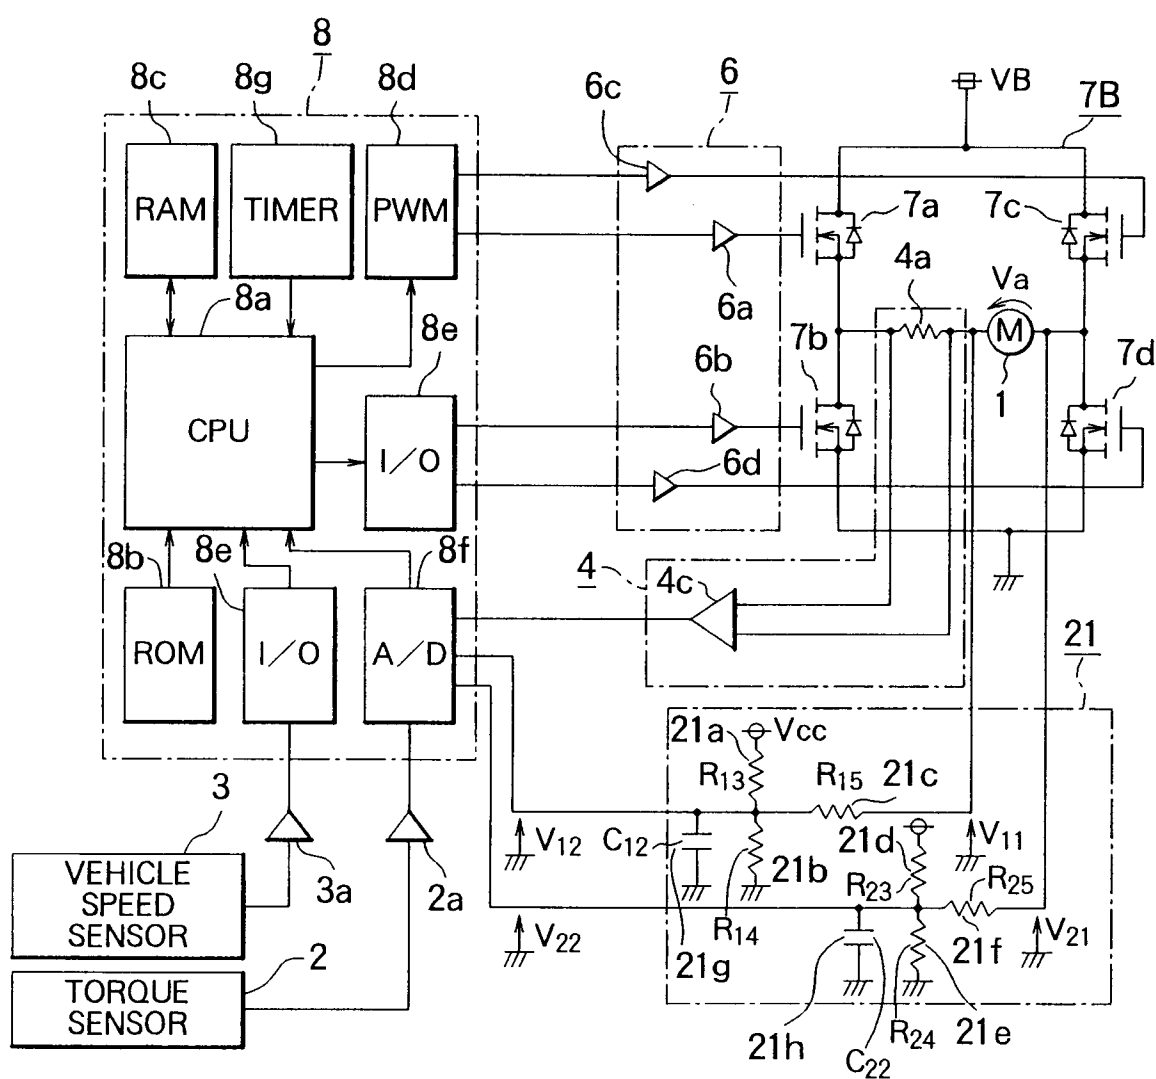 8
8c
8g
8d
6c
6
VB
7B
RAM
TIMER
PWM
7a
7c
8a
6a
4a
Va
8e
7b
M
7d
6b
1
CPU
I/O
6d
8b
8e
8f
4
4c
ROM
I/O
A/D
21
21a
Vcc
R13
R15
21c
3
V12
C12
21b
21d
V11
VEHICLE
SPEED
SENSOR
3a
2a
R23
R25
V22
R14
21g
21f
V21
2
TORQUE
SENSOR
21h
C22
R24
21e